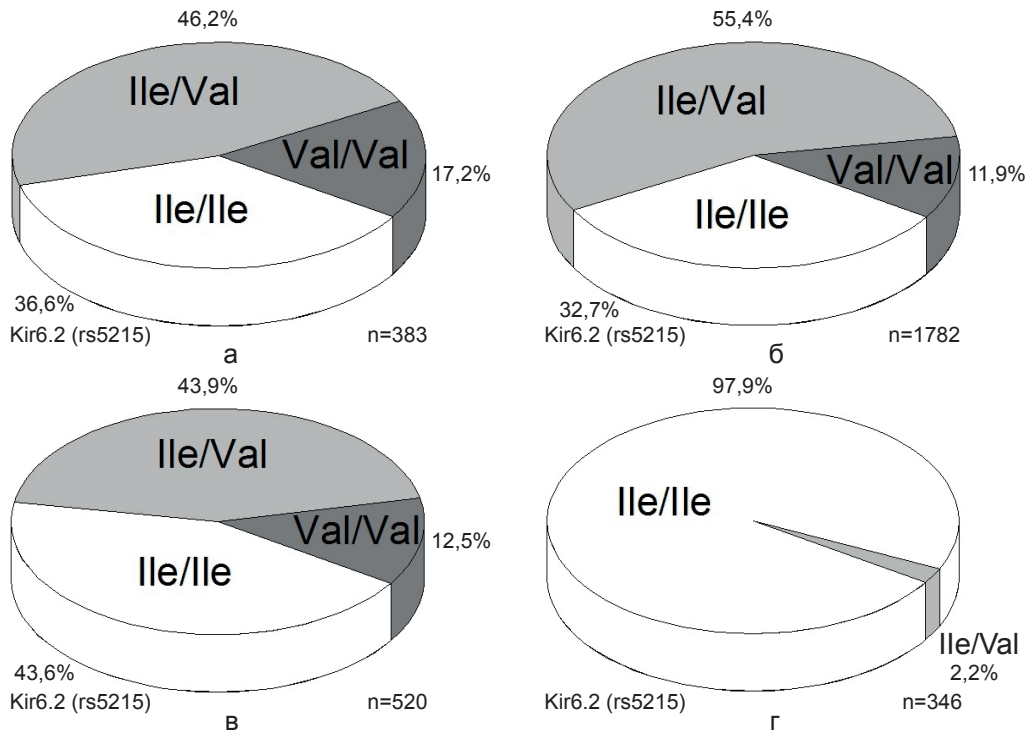 46,2%
Ile/Val
Val/Val
17,2%
Ile/Ile
36,6%
Kir6.2 (rs5215)
n=383
а
55,4%
Ile/Val
Val/Val
11,9%
Ile/Ile
32,7%
Kir6.2 (rs5215)
n=1782
б
43,9%
Ile/Val
Val/Val
12,5%
Ile/Ile
43,6%
Kir6.2 (rs5215)
n=520
в
97,9%
Ile/Ile
Ile/Val
2,2%
Kir6.2 (rs5215)
n=346
г